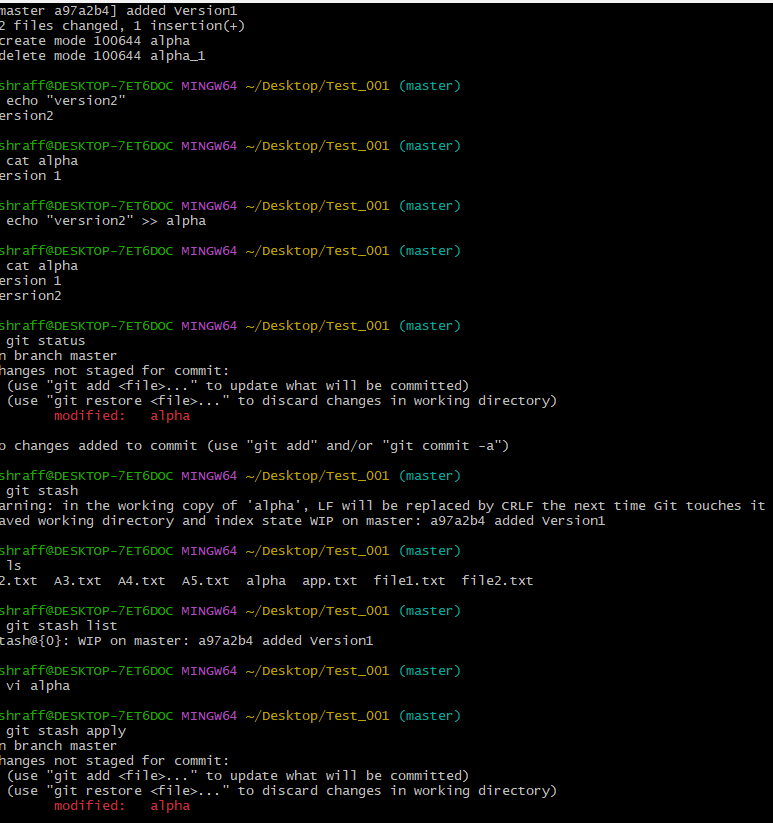 master a97a2b4] added Version1
2 files changed, 1 insertion(+)
create mode 100644 alpha
delete mode 100644 alpha_1
shraff@DESKTOP-7ET6DOC MINGW64 ~/Desktop/Test_001 (master)
echo "version2"
ersion2
shraff@DESKTOP-7ET6DOC MINGW64 ~/Desktop/Test_001 (master)
cat alpha
ersion 1
shraff@DESKTOP-7ET6DOC MINGW64 ~/Desktop/Test_001 (master)
echo "versrion2" >> alpha
shraff@DESKTOP-7ET6DOC MINGW64 ~/Desktop/Test_001 (master)
cat alpha
ersion 1
ersrion2
shraff@DESKTOP-7ET6DOC MINGW64 ~/Desktop/Test_001 (master)
git status
n branch master
hanges not staged for commit:
(use "git add <file>..." to update what will be committed)
(use "git restore <file>..." to discard changes in working directory)
modified: alpha
o changes added to commit (use "git add" and/or "git commit -a")
shraff@DESKTOP-7ET6DOC MINGW64 ~/Desktop/Test_001 (master)
git stash
arning: in the working copy of 'alpha', LF will be replaced by CRLF the next time Git touches it
aved working directory and index state WIP on master: a97a2b4 added Version1
shraff@DESKTOP-7ET6DOC MINGW64 ~/Desktop/Test_001 (master)
ls
2.txt A3.txt A4.txt A5.txt alpha app.txt file1.txt file2.txt
shraff@DESKTOP-7ET6DOC MINGW64 ~/Desktop/Test_001 (master)
git stash list
tash@{0}: WIP on master: a97a2b4 added Version1
shraff@DESKTOP-7ET6DOC MINGW64 ~/Desktop/Test_001 (master)
vi alpha
shraff@DESKTOP-7ET6DOC MINGW64 ~/Desktop/Test_001 (master)
git stash apply
n branch master
hanges not staged for commit:
(use "git add <file>..." to update what will be committed)
(use "git restore <file>..." to discard changes in working directory)
modified: alpha